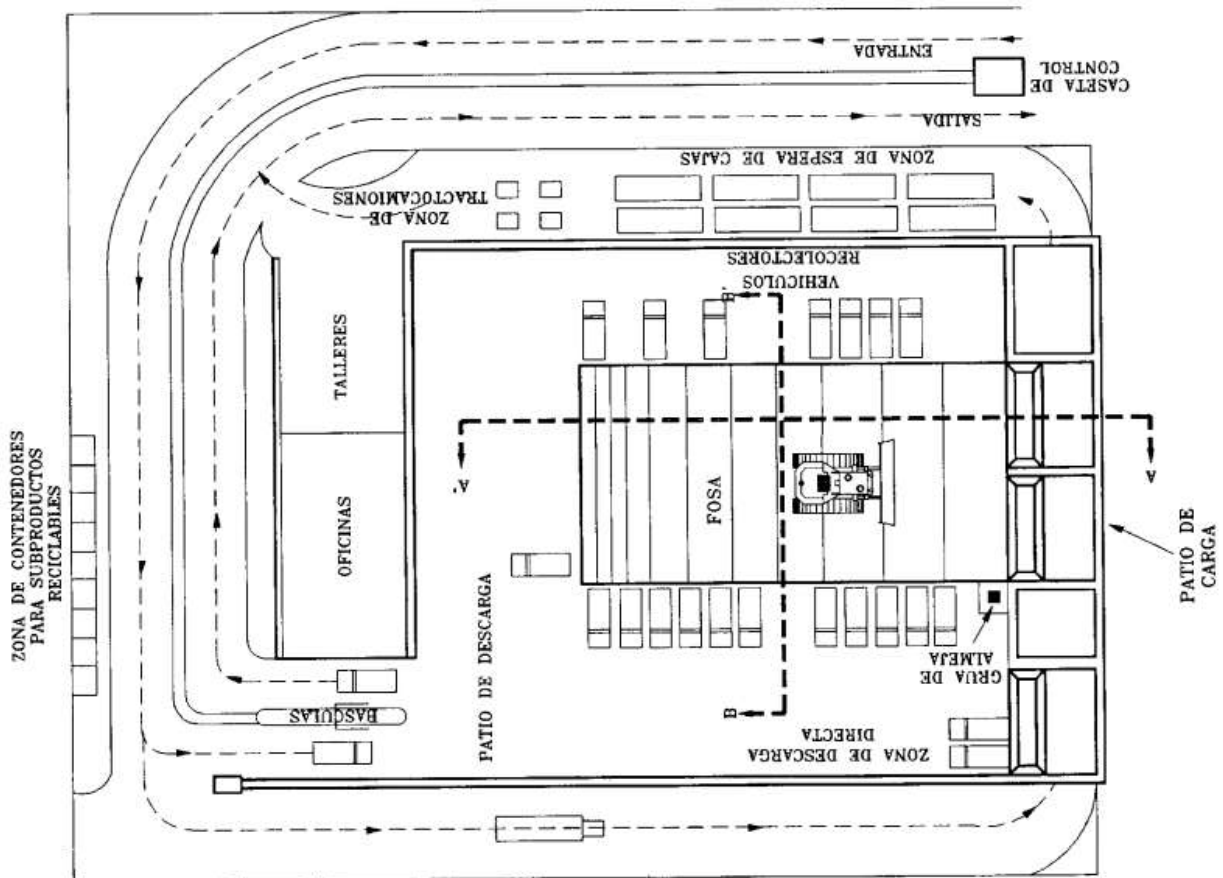 ENTRADA
CASETA DE
CONTROL
SALIDA
ZONA DE ESPERA DE CAJAS
ZONA DE
TRACTOCAMIONES
VEHICULOS
RECOLECTORES
TALLERES
OFICINAS
ZONA DE CONTENEDORES
PARA SUBPRODUCTOS
RECICLABLES
A'
A
FOSA
PATIO DE
CARGA
PATIO DE DESCARGA
GRUA DE
ALMEJA
BASCULAS
B
ZONA DE DESCARGA
DIRECTA